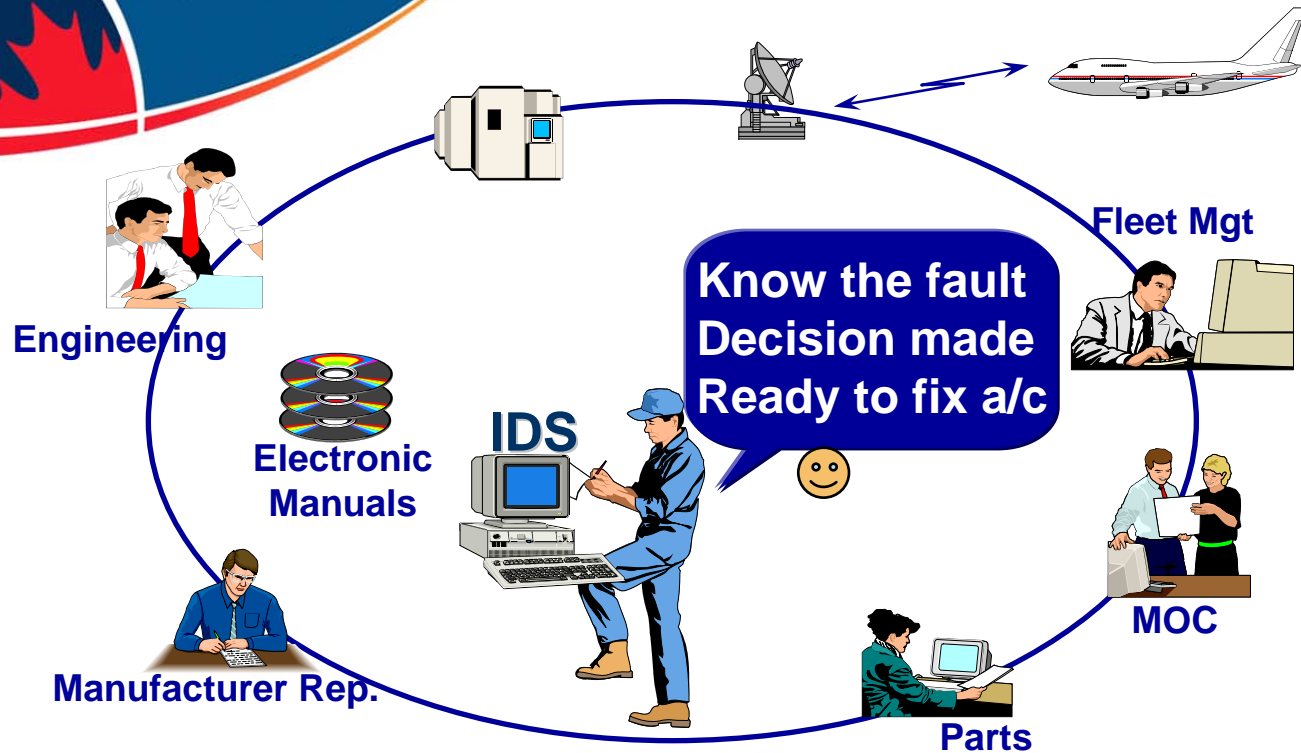 Fleet Mgt
Know the fault
Decision made
Ready to fix a/c
Engineering
IDS
Electronic
Manuals
MOC
Manufacturer Rep.
Parts